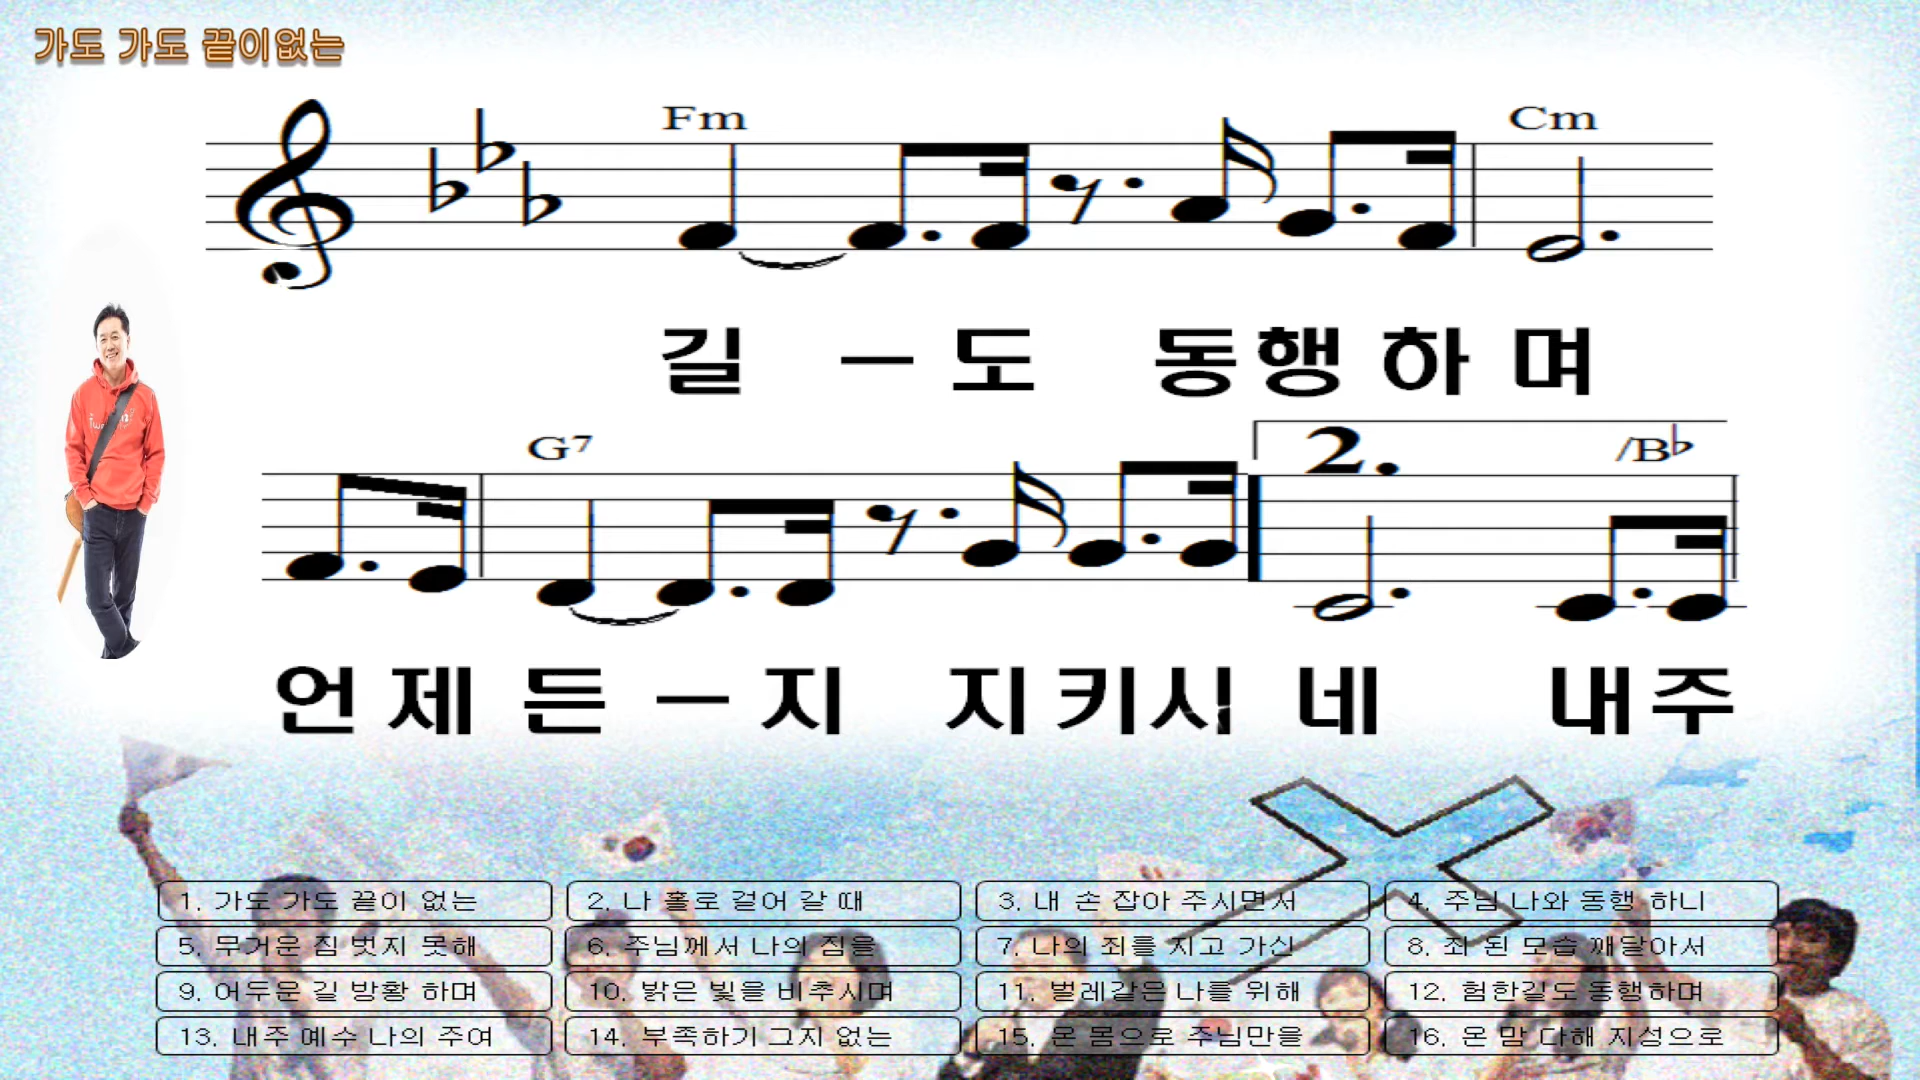 가도 가도 끝이없는
Fm Cm
길 ー 도 동행 하 며
G7 2. /B♭
언 제 든 ー 지 지 키시 네 내주
1. 가도 가도 끝이 없는
2. 나 홀로 걸어 갈 때
3. 내 손 잡아 주시면서
4. 주님 나와 동행 하니
5. 무거운 짐 벗지 못해
6. 주님께서 나의 짐을
7. 나의 죄를 지고 가신
8. 죄 된 모습 깨달아서
9. 어두운 길 방황 하며
10. 밝은 빛을 비추시며
11. 벌레같은 나를 위해
12. 험한길도 동행하며
13. 내주 예수 나의 주여
14. 부족하기 그지 없는
15. 온 몸으로 주님만을
16. 온 맘 다해 지성으로